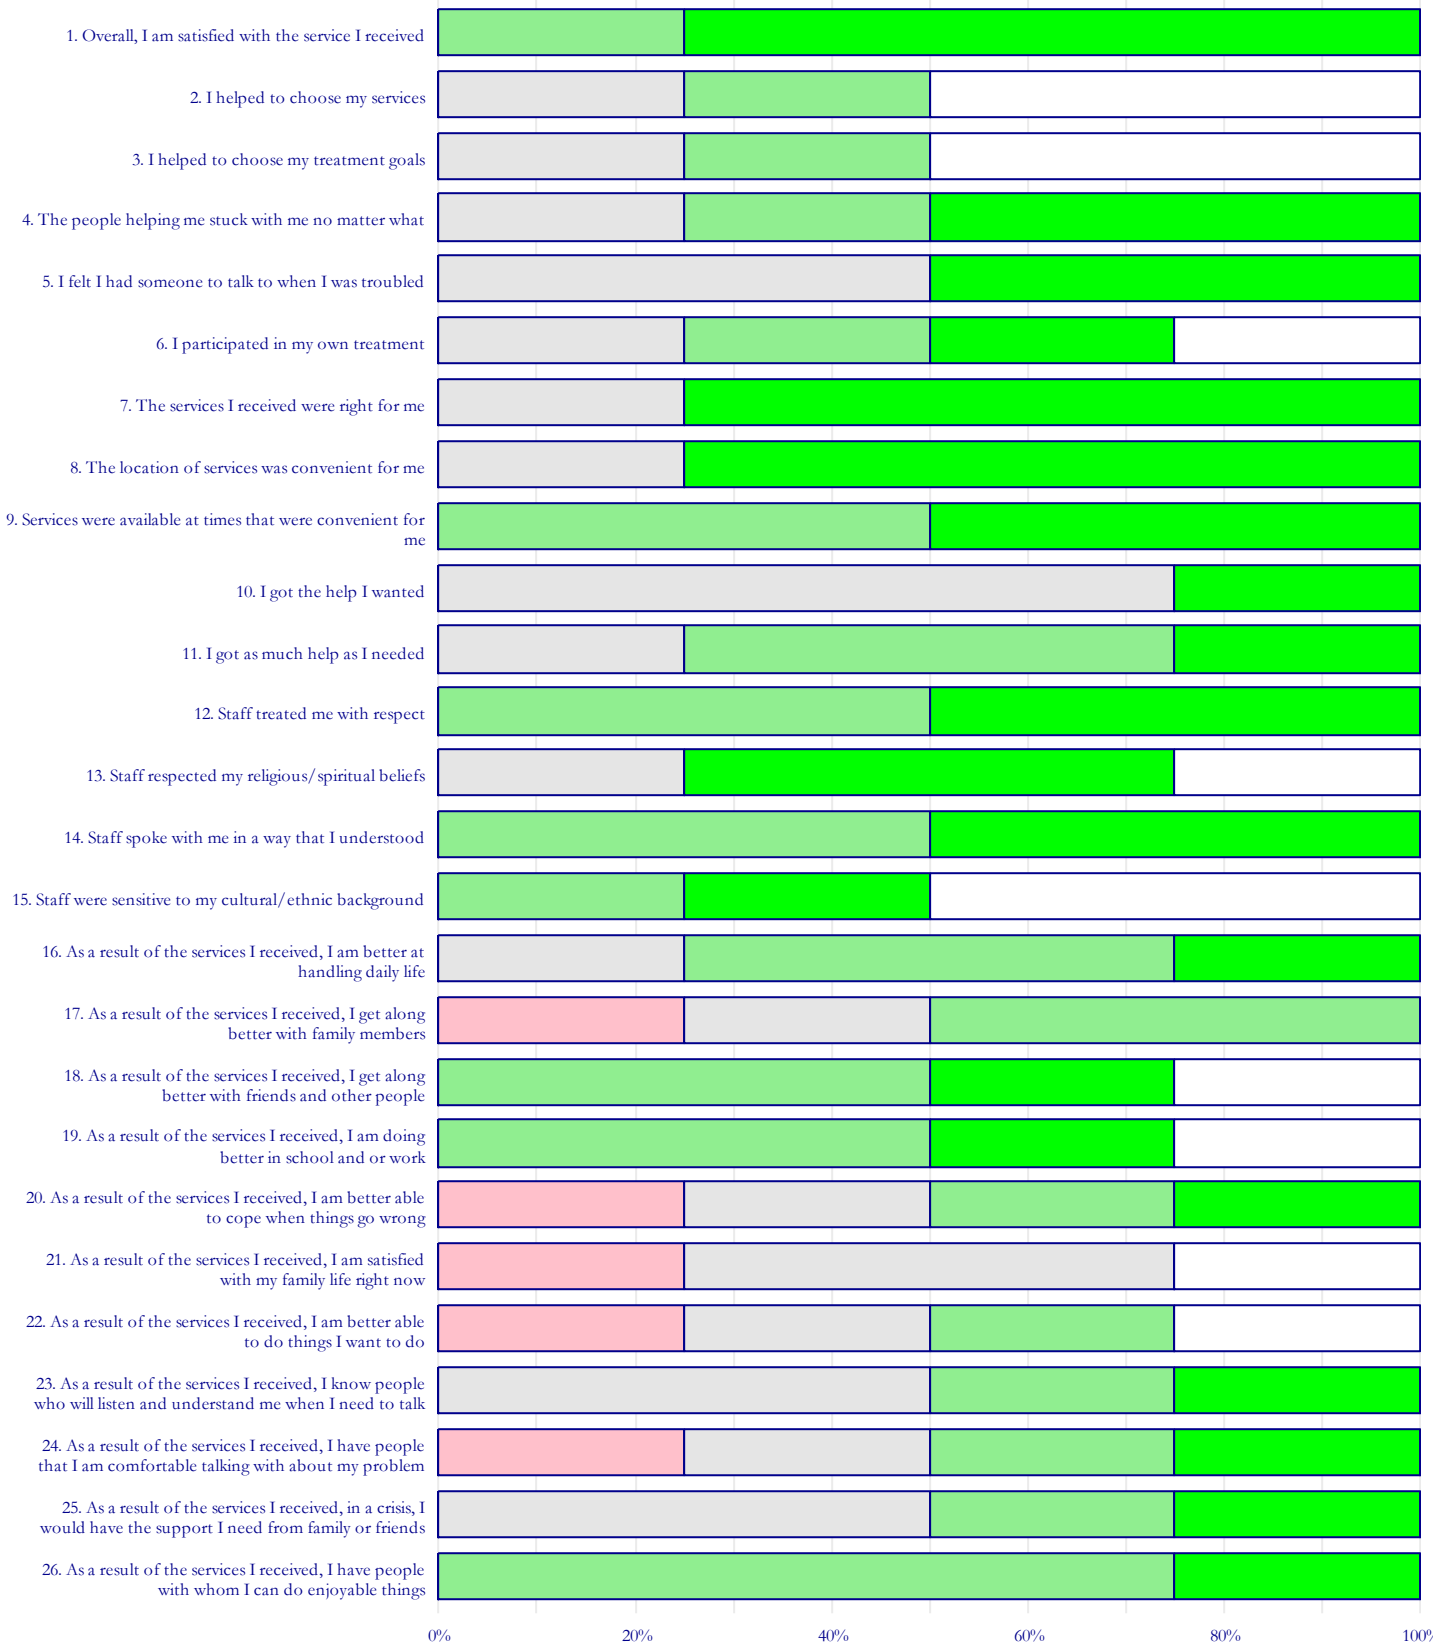 1. Overall, I am satisfied with the service I received
2. I helped to choose my services
3. I helped to choose my treatment goals
4. The people helping me stuck with me no matter what
5. I felt I had someone to talk to when I was troubled
6. I participated in my own treatment
7. The services I received were right for me
8. The location of services was convenient for me
9. Services were available at times that were convenient for
me
10. I got the help I wanted
11. I got as much help as I needed
12. Staff treated me with respect
13. Staff respected my religious/spiritual beliefs
14. Staff spoke with me in a way that I understood
15. Staff were sensitive to my cultural/ethnic background
16. As a result of the services I received, I am better at
handling daily life
17. As a result of the services I received, I get along
better with family members
18. As a result of the services I received, I get along
better with friends and other people
19. As a result of the services I received, I am doing
better in school and or work
20. As a result of the services I received, I am better able
to cope when things go wrong
21. As a result of the services I received, I am satisfied
with my family life right now
22. As a result of the services I received, I am better able
to do things I want to do
23. As a result of the services I received, I know people
who will listen and understand me when I need to talk
24. As a result of the services I received, I have people
that I am comfortable talking with about my problem
25. As a result of the services I received, in a crisis, I
would have the support I need from family or friends
26. As a result of the services I received, I have people
with whom I can do enjoyable things
0% 20% 40% 60% 80% 100%